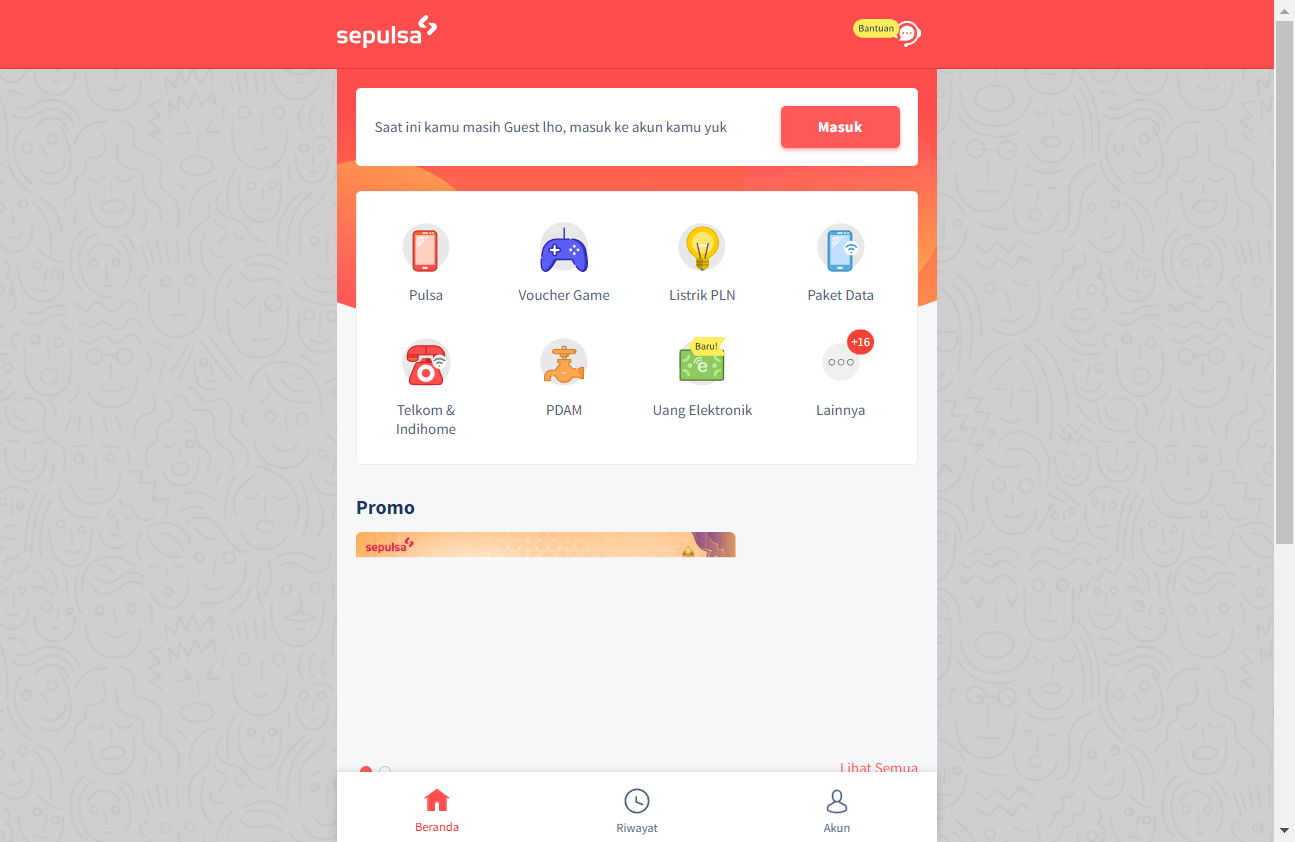 sepulsa
Bantuan
Saat ini kamu masih Guest lho, masuk ke akun kamu yuk
Masuk
Pulsa
Voucher Game
Listrik PLN
Paket Data
Telkom &
Indihome
PDAM
Baru!
e
Uang Elektronik
+16
Lainnya
Promo
sepulsa
Lihat Semua
Beranda
Riwayat
Akun